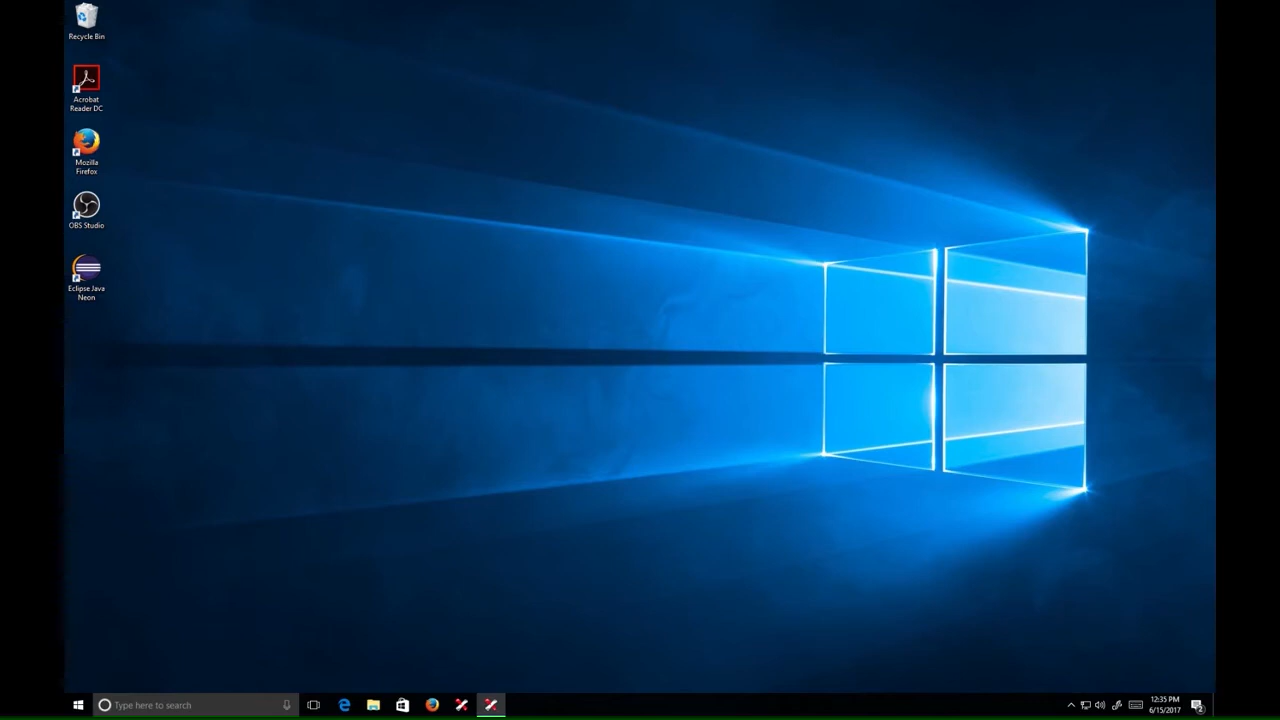 Recycle Bin
Acrobat
Reader DC
Mozilla
Firefox
OBS Studio
Eclipse Java
Neon
Type here to search
12:35 PM
6/15/2017
2